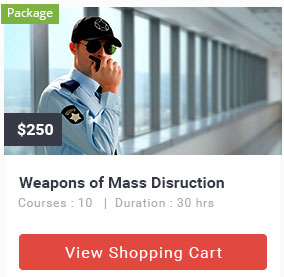 Package
$250
Weapons of Mass Disruction
Courses : 10 | Duration : 30 hrs
View Shopping Cart